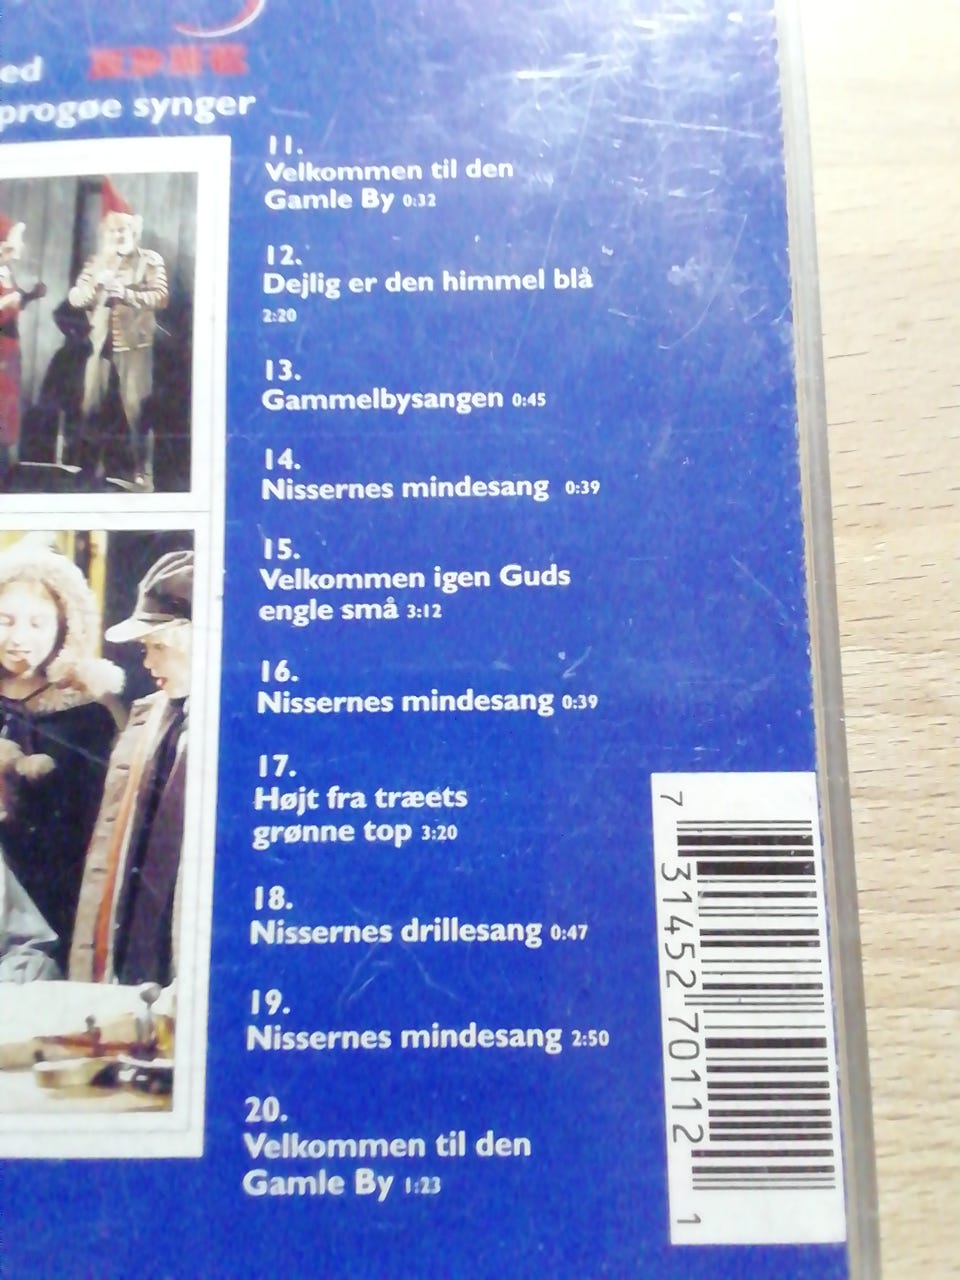 ed
progøe synger
11.
Velkommen til den
Gamle By 0:32
12.
Dejlig er den himmel blå
2:20
13.
Gammelbysangen 0:45
14.
Nissernes mindesang 0:39
15.
Velkommen igen Guds
engle små 3:12
16.
Nissernes mindesang 0:39
17.
Højt fra træets
grønne top 3:20
18.
Nissernes drillesang 0:47
19.
Nissernes mindesang 2:50
20.
Velkommen til den
Gamle By 1:23
7 31452 70112 1